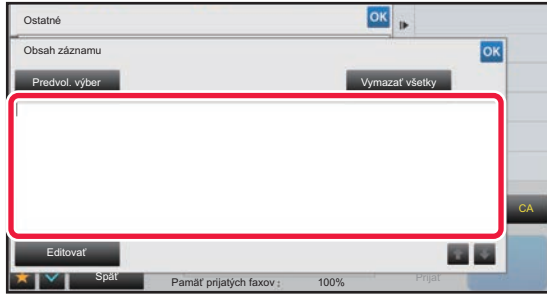 Ostatné OK
Obsah záznamu OK
Predvol. výber Vymazať všetky
CA
Editovať
Späť Pamäť prijatých faxov : 100% Prijať